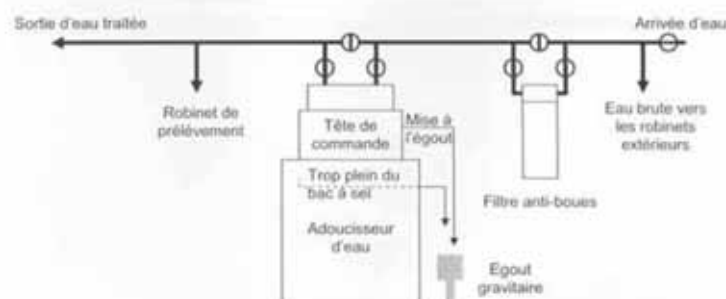 Sortie d'eau traitée
Arrivée d'eau
Robinet de
prélévement
Tête de
commande
Mise à
l'égout
Eau brute vers
les robinets
extérieurs
Trop plein du
bac à sel
Filtre anti-boues
Adoucisseur
d'eau
Egout
gravitaire